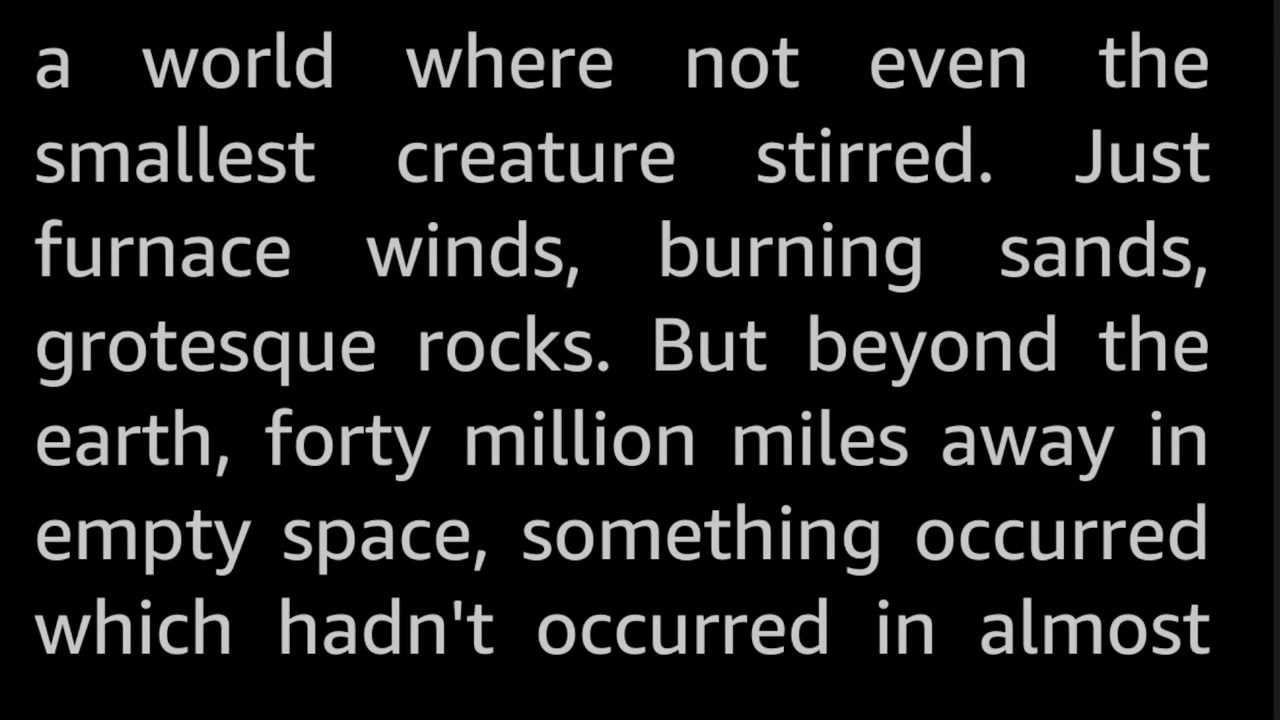 a world where not even the
smallest creature stirred. Just
furnace winds, burning sands,
grotesque rocks. But beyond the
earth, forty million miles away in
empty space, something occurred
which hadn't occurred in almost